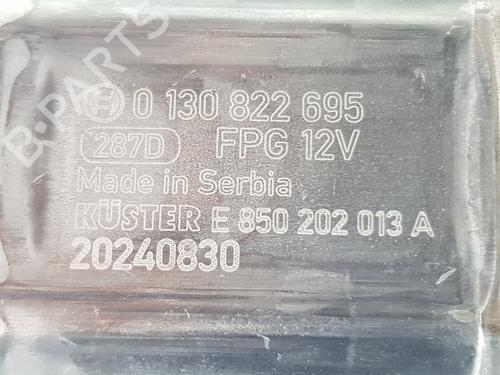 0 130 822 695
287D FPG 12V
Made in Serbia
KÜSTER E 850 202 013 A
20240830
B-PARTS